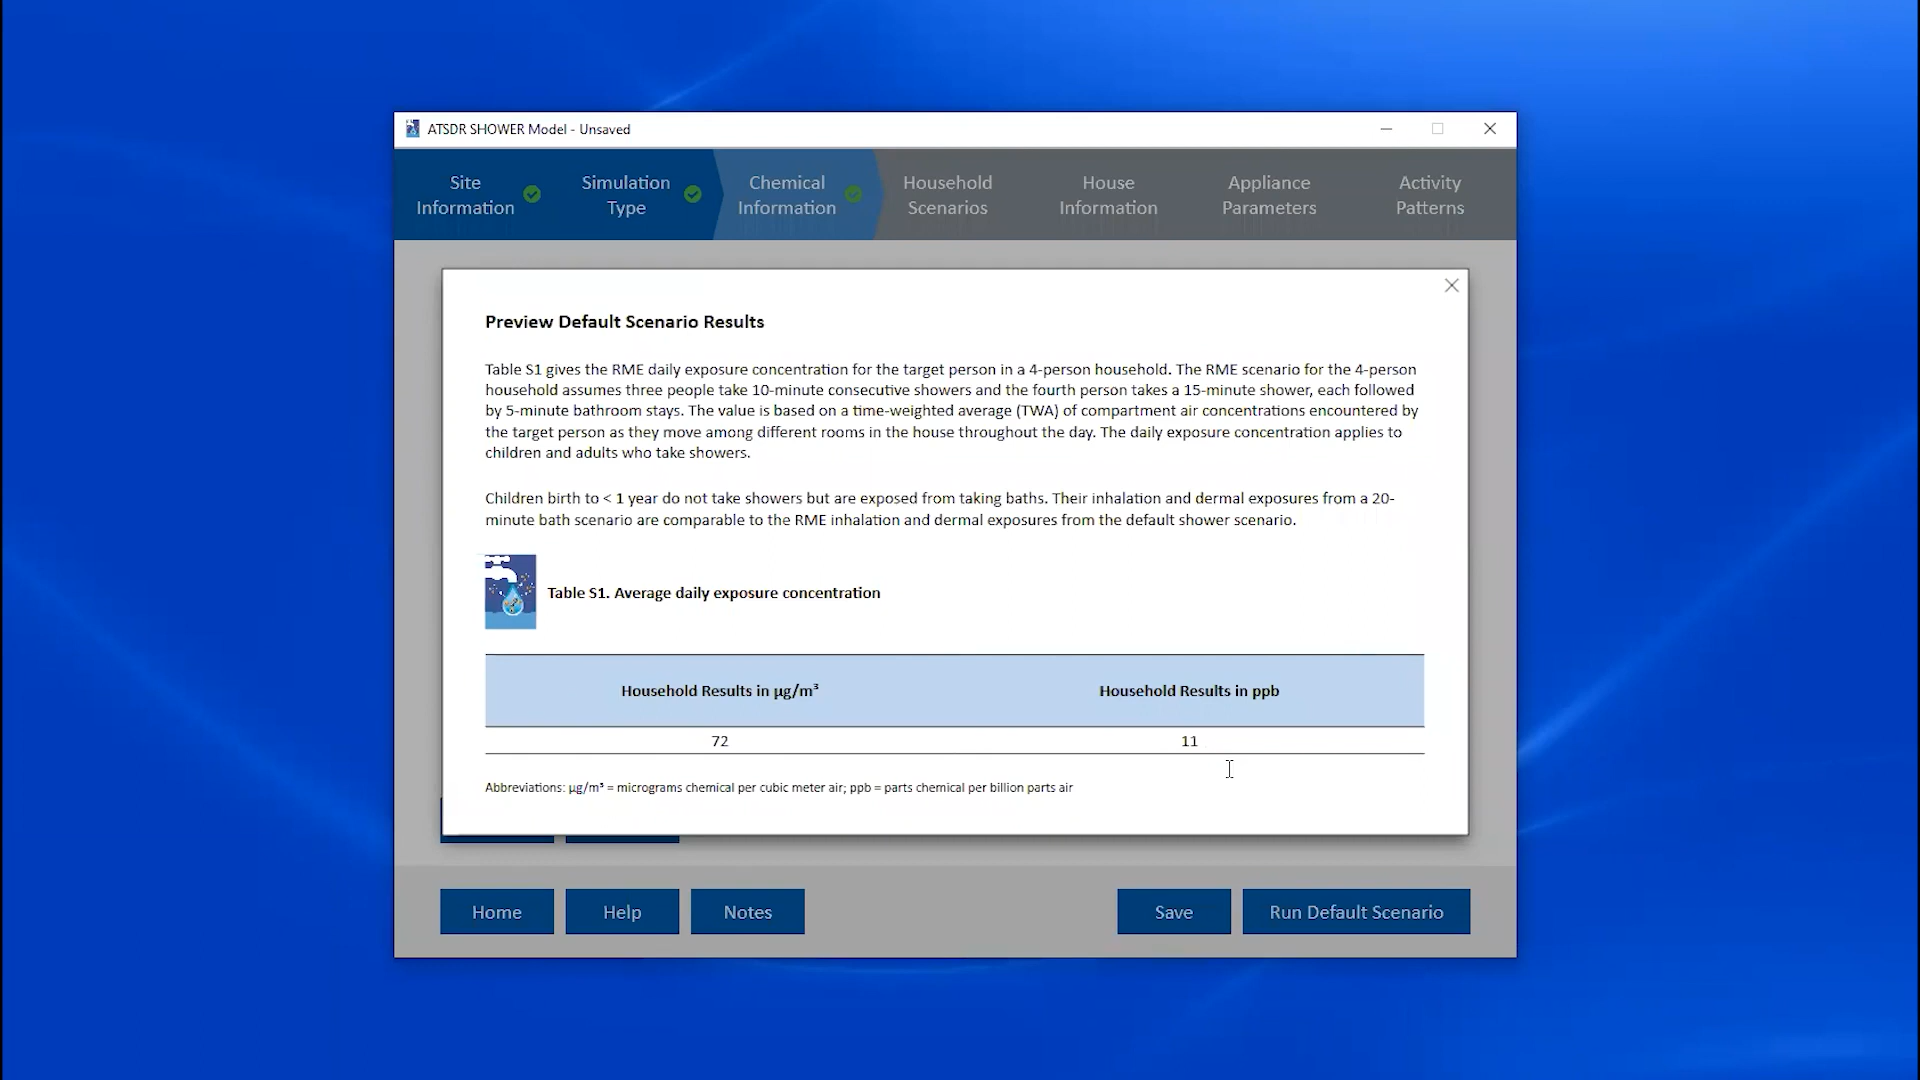 ATSDR SHOWER Model - Unsaved
Site Information
Simulation Type
Chemical Information
Household Scenarios
House Information
Appliance Parameters
Activity Patterns
Preview Default Scenario Results
Table S1 gives the RME daily exposure concentration for the target person in a 4-person household. The RME scenario for the 4-person
household assumes three people take 10-minute consecutive showers and the fourth person takes a 15-minute shower, each followed
by 5-minute bathroom stays. The value is based on a time-weighted average (TWA) of compartment air concentrations encountered by
the target person as they move among different rooms in the house throughout the day. The daily exposure concentration applies to
children and adults who take showers.
Children birth to < 1 year do not take showers but are exposed from taking baths. Their inhalation and dermal exposures from a 20-
minute bath scenario are comparable to the RME inhalation and dermal exposures from the default shower scenario.
Table S1. Average daily exposure concentration
Household Results in µg/m³ Household Results in ppb
72 11
Abbreviations: µg/m³ = micrograms chemical per cubic meter air; ppb = parts chemical per billion parts air
Home Help Notes Save Run Default Scenario